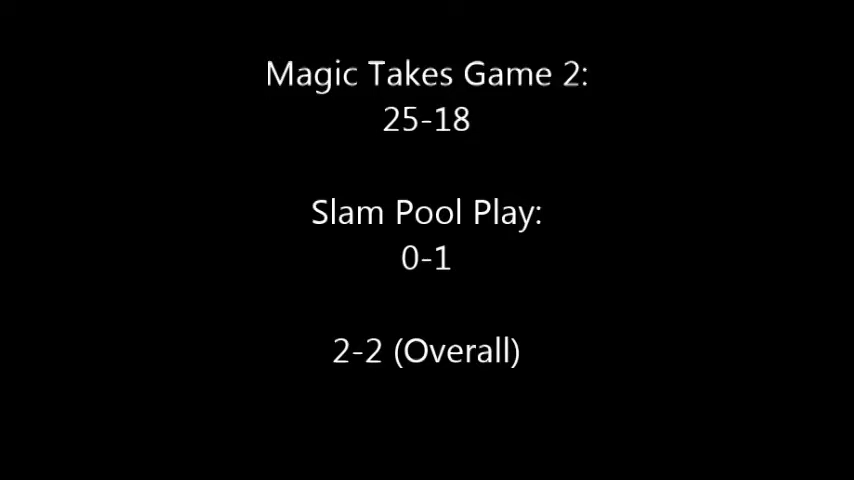 Magic Takes Game 2:
25-18
Slam Pool Play:
0-1
2-2 (Overall)